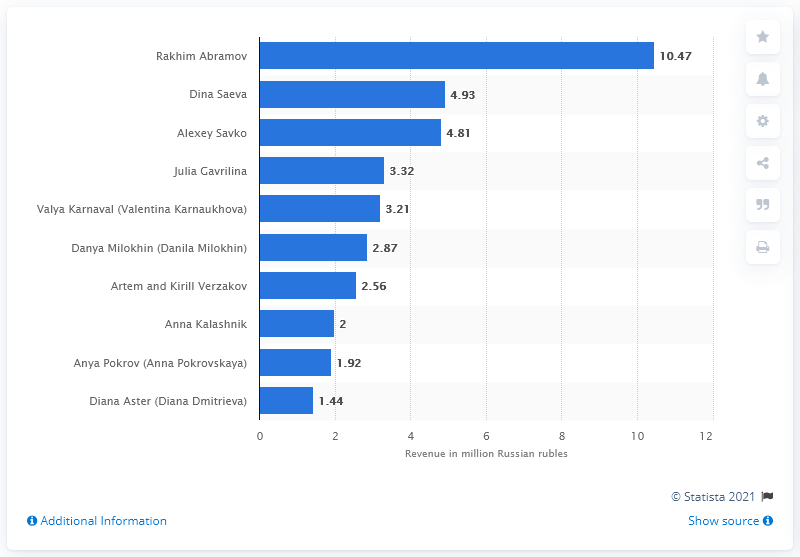 Rakhim Abramov 10.47
Dina Saeva 4.93
Alexey Savko 4.81
Julia Gavrilina 3.32
Valya Karnaval (Valentina Karnaukhova) 3.21
Danya Milokhin (Danila Milokhin) 2.87
Artem and Kirill Verzakov 2.56
Anna Kalashnik 2
Anya Pokrov (Anna Pokrovskaya) 1.92
Diana Aster (Diana Dmitrieva) 1.44
0 2 4 6 8 10 12
Revenue in million Russian rubles
© Statista 2021
Additional Information Show source